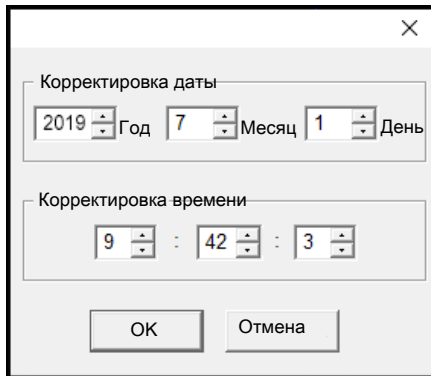 Корректировка даты
2019 Год 7 Месяц 1 День
Корректировка времени
9 : 42 : 3
OK Отмена